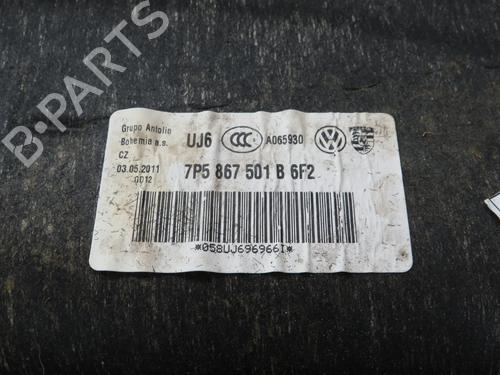 B-PARTS
Grupo Antolin
Bohemia a.s.
CZ
03.05.2011
0012
UJ6
CCC
A065930
7P5 867 501 B 6F2
*058UJ696966I*